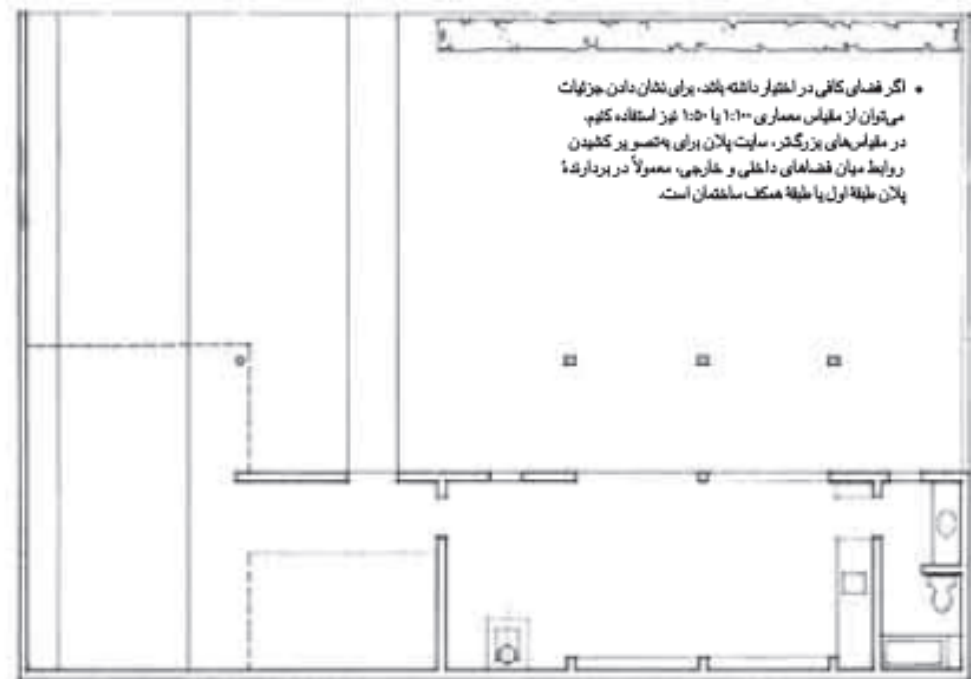 • اگر فضای کافی در اختیار داشته باشد، برای نشان دادن جزئیات
می‌توان از مقیاس معماری ۱:۱۰۰ یا ۱:۵۰ نیز استفاده کنیم.
در مقیاس‌های بزرگ‌تر، سایت پلان برای به‌تصویر کشیدن
روابط میان فضاهای داخلی و خارجی، معمولاً در بردارندهٔ
پلان طبقهٔ اول یا طبقهٔ همکف ساختمان است.